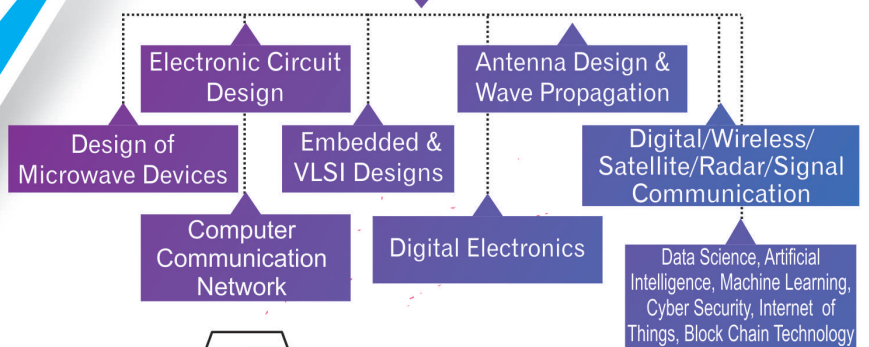 Electronic Circuit
Design
Antenna Design &
Wave Propagation
Design of
Microwave Devices
Embedded &
VLSI Designs
Digital/Wireless/
Satellite/Radar/Signal
Communication
Computer
Communication
Network
Digital Electronics
Data Science, Artificial
Intelligence, Machine Learning,
Cyber Security, Internet of
Things, Block Chain Technology